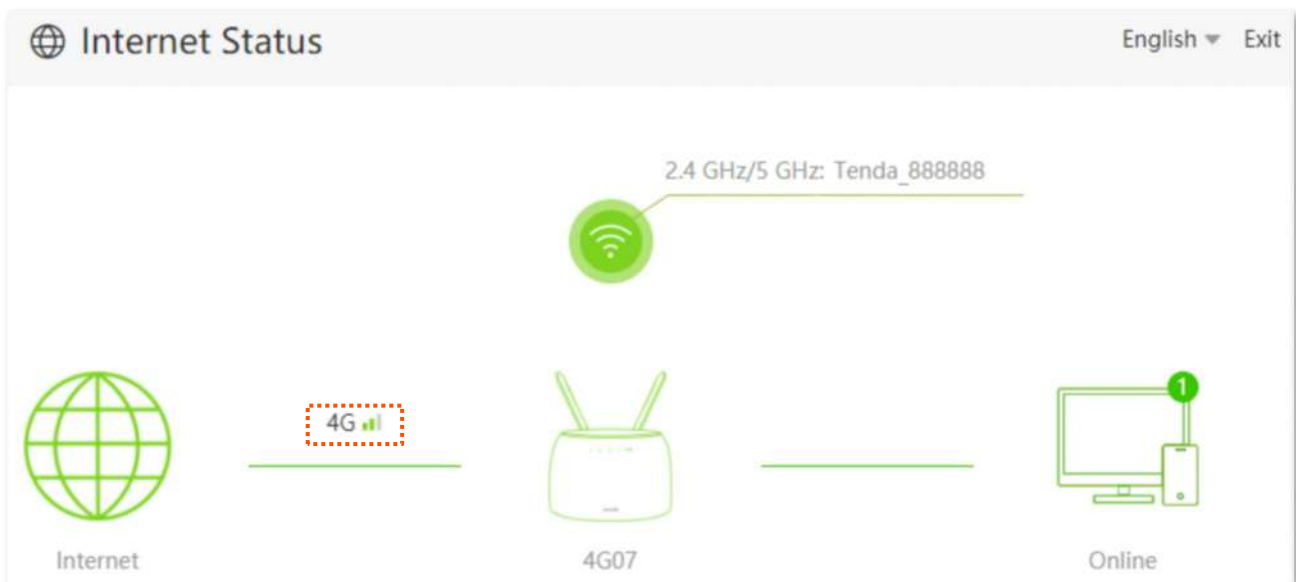 Internet Status
English Exit
2.4 GHz/5 GHz: Tenda_888888
1
4G
Internet 4G07 Online